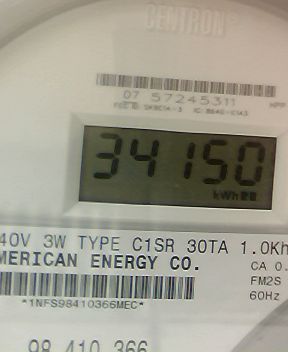 CENTRON®
07 57245311
34150
kWh
40V 3W TYPE C1SR 30TA 1.0Kh
MERICAN ENERGY CO.
CA 0.
FM2S
60Hz
*1NFS98410366MEC*
98 410 366